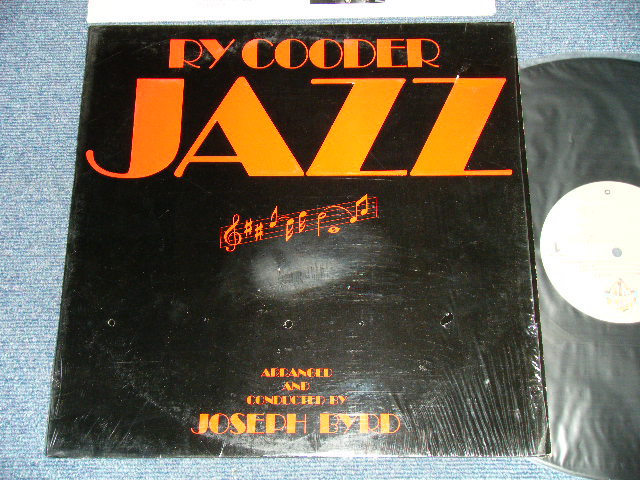 RY COODER
JAZZ
ARRANGED
AND
CONDUCTED BY
JOSEPH BYRD